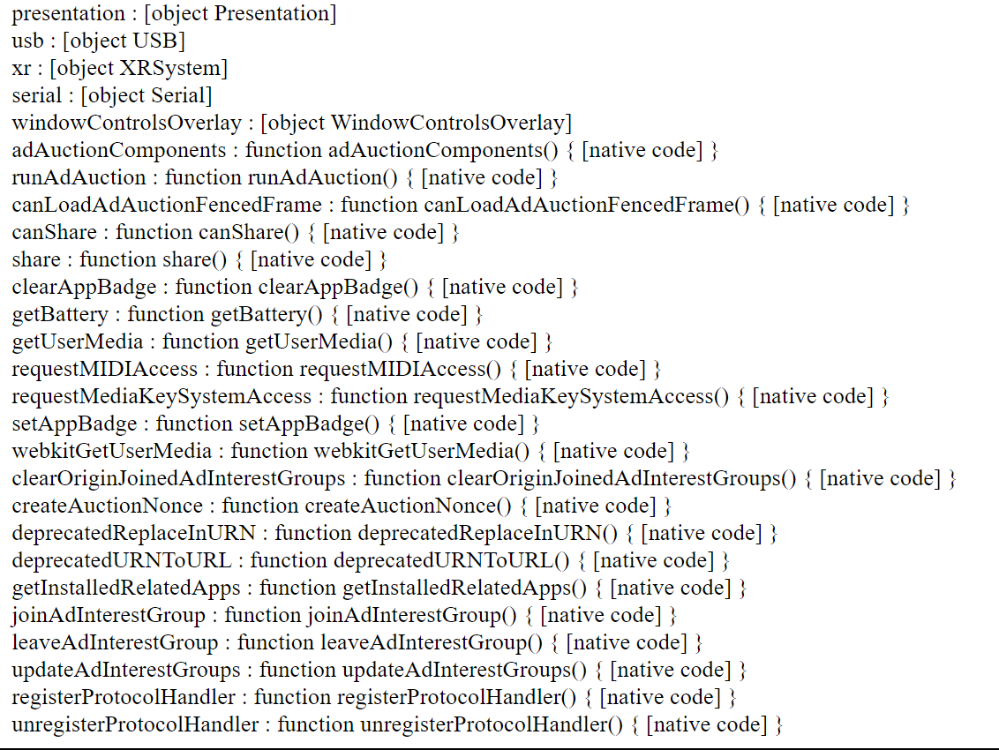 presentation : [object Presentation]
usb : [object USB]
xr : [object XRSystem]
serial : [object Serial]
windowControlsOverlay : [object WindowControlsOverlay]
adAuctionComponents : function adAuctionComponents() { [native code] }
runAdAuction : function runAdAuction() { [native code] }
canLoadAdAuctionFencedFrame : function canLoadAdAuctionFencedFrame() { [native code] }
canShare : function canShare() { [native code] }
share : function share() { [native code] }
clearAppBadge : function clearAppBadge() { [native code] }
getBattery : function getBattery() { [native code] }
getUserMedia : function getUserMedia() { [native code] }
requestMIDIAccess : function requestMIDIAccess() { [native code] }
requestMediaKeySystemAccess : function requestMediaKeySystemAccess() { [native code] }
setAppBadge : function setAppBadge() { [native code] }
webkitGetUserMedia : function webkitGetUserMedia() { [native code] }
clearOriginJoinedAdInterestGroups : function clearOriginJoinedAdInterestGroups() { [native code] }
createAuctionNonce : function createAuctionNonce() { [native code] }
deprecatedReplaceInURN : function deprecatedReplaceInURN() { [native code] }
deprecatedURNToURL : function deprecatedURNToURL() { [native code] }
getInstalledRelatedApps : function getInstalledRelatedApps() { [native code] }
joinAdInterestGroup : function joinAdInterestGroup() { [native code] }
leaveAdInterestGroup : function leaveAdInterestGroup() { [native code] }
updateAdInterestGroups : function updateAdInterestGroups() { [native code] }
registerProtocolHandler : function registerProtocolHandler() { [native code] }
unregisterProtocolHandler : function unregisterProtocolHandler() { [native code] }